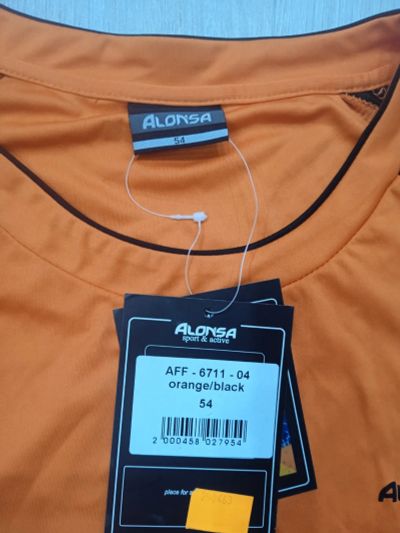 ALONSA
54
ALONSA
sport & active
AFF - 6711 - 04
orange/black
54
2 000458 027954
place for